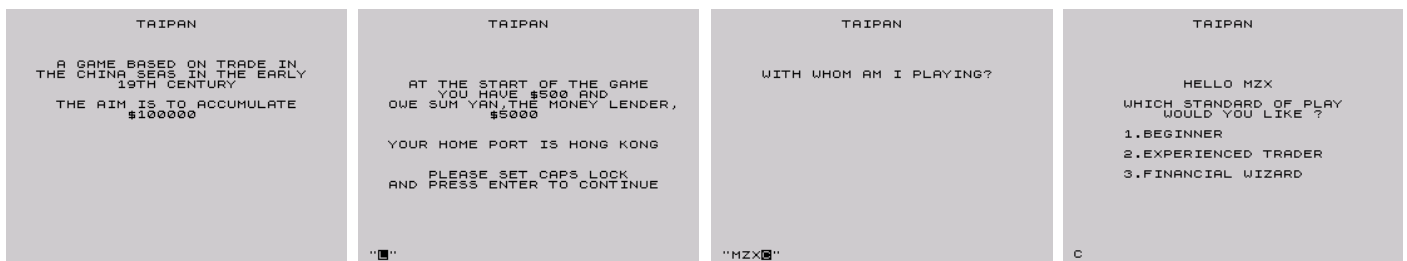 TAIPAN
A GAME BASED ON TRADE IN
THE CHINA SEAS IN THE EARLY
19TH CENTURY
THE AIM IS TO ACCUMULATE
$100000
TAIPAN
AT THE START OF THE GAME
YOU HAVE $500 AND
OWE SUM YAN,THE MONEY LENDER,
$5000
YOUR HOME PORT IS HONG KONG
PLEASE SET CAPS LOCK
AND PRESS ENTER TO CONTINUE
"L"
TAIPAN
WITH WHOM AM I PLAYING?
"MZXC"
TAIPAN
HELLO MZX
WHICH STANDARD OF PLAY
WOULD YOU LIKE ?
1.BEGINNER
2.EXPERIENCED TRADER
3.FINANCIAL WIZARD
C